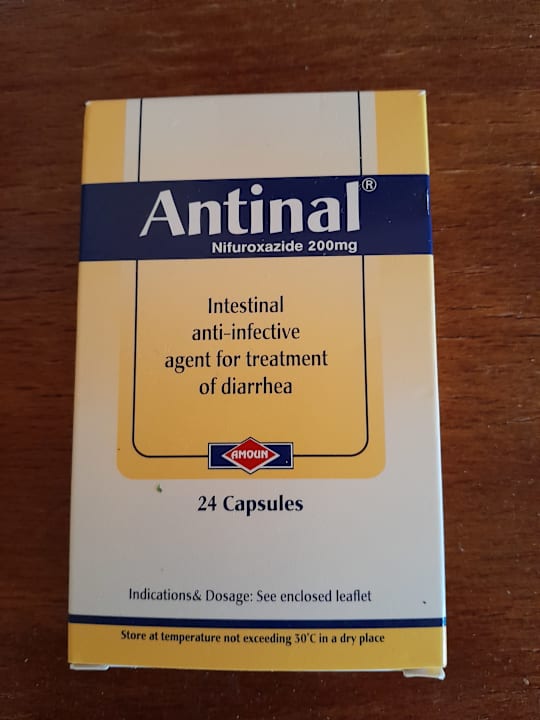 Antinal®
Nifuroxazide 200mg
Intestinal
anti-infective
agent for treatment
of diarrhea
AMOUN
24 Capsules
Indications& Dosage: See enclosed leaflet
Store at temperature not exceeding 30°C in a dry place